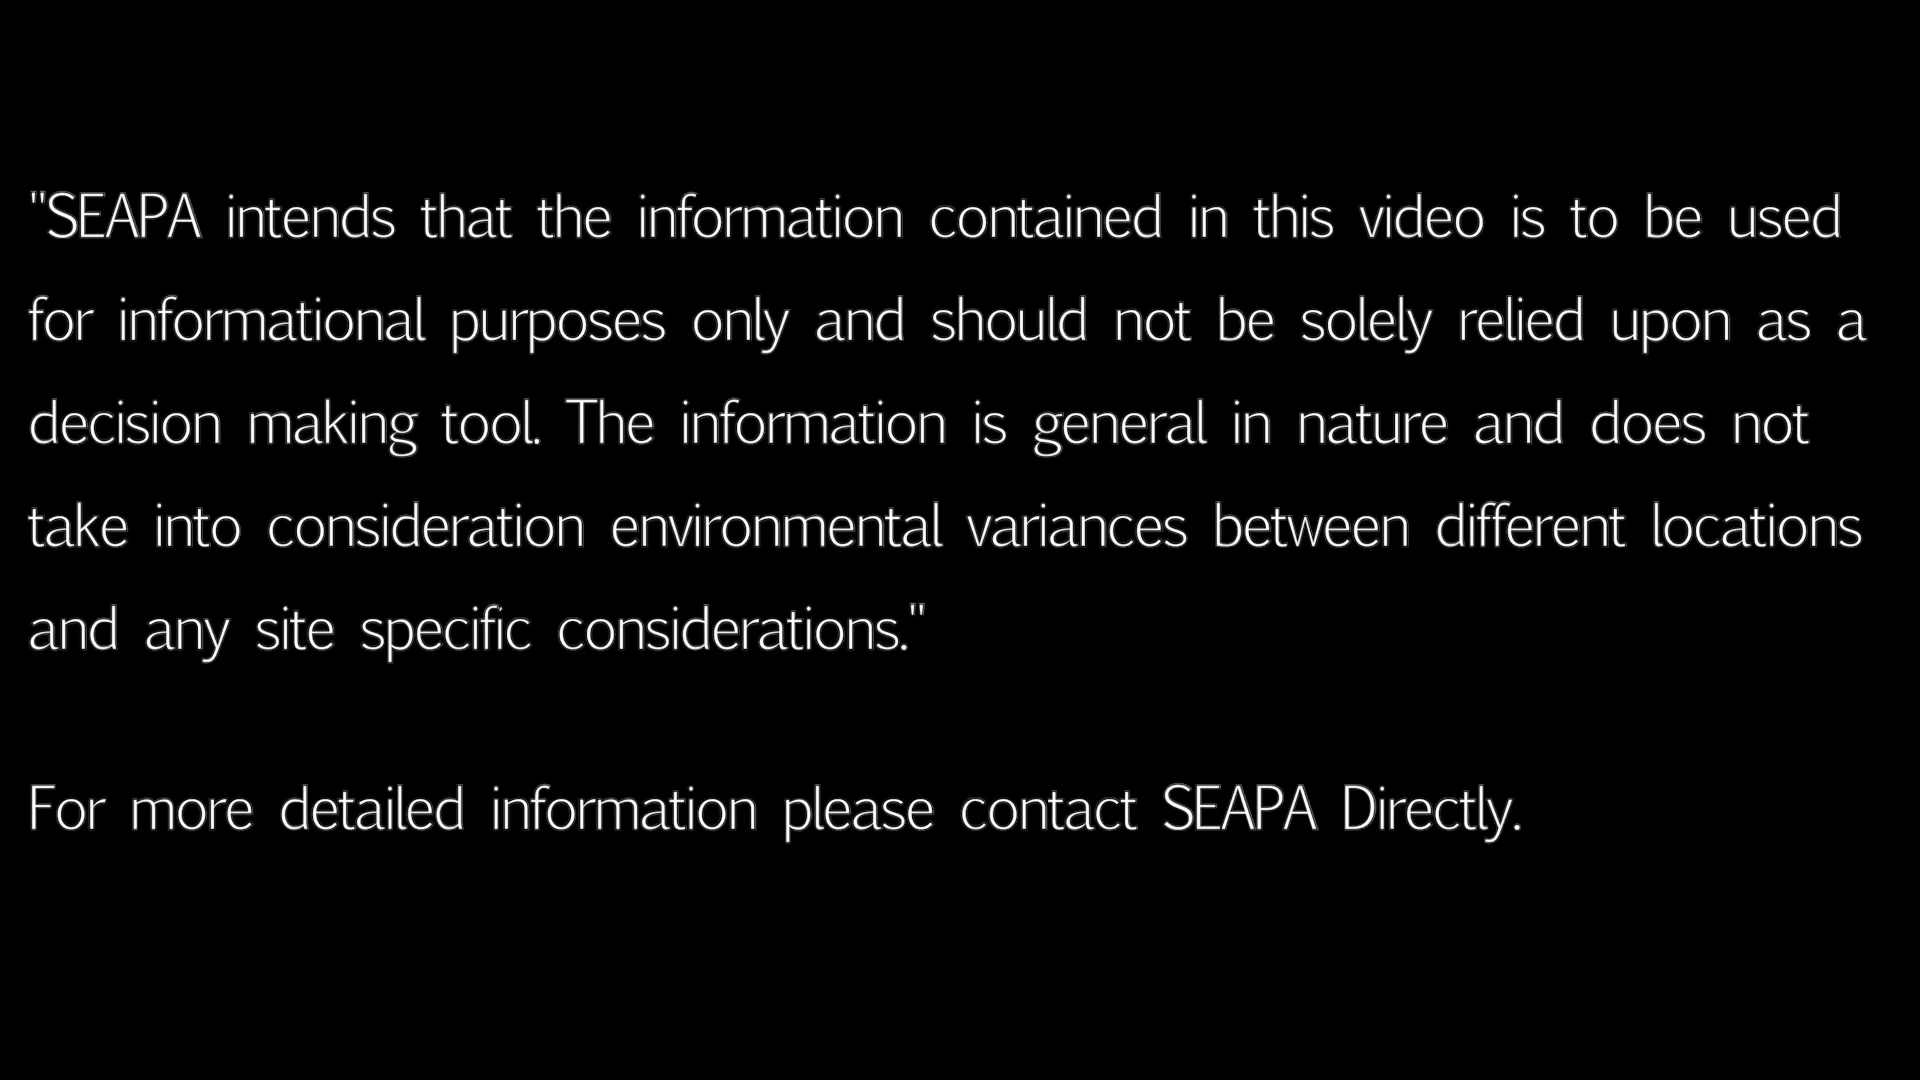 "SEAPA intends that the information contained in this video is to be used
for informational purposes only and should not be solely relied upon as a
decision making tool. The information is general in nature and does not
take into consideration environmental variances between different locations
and any site specific considerations."
For more detailed information please contact SEAPA Directly.